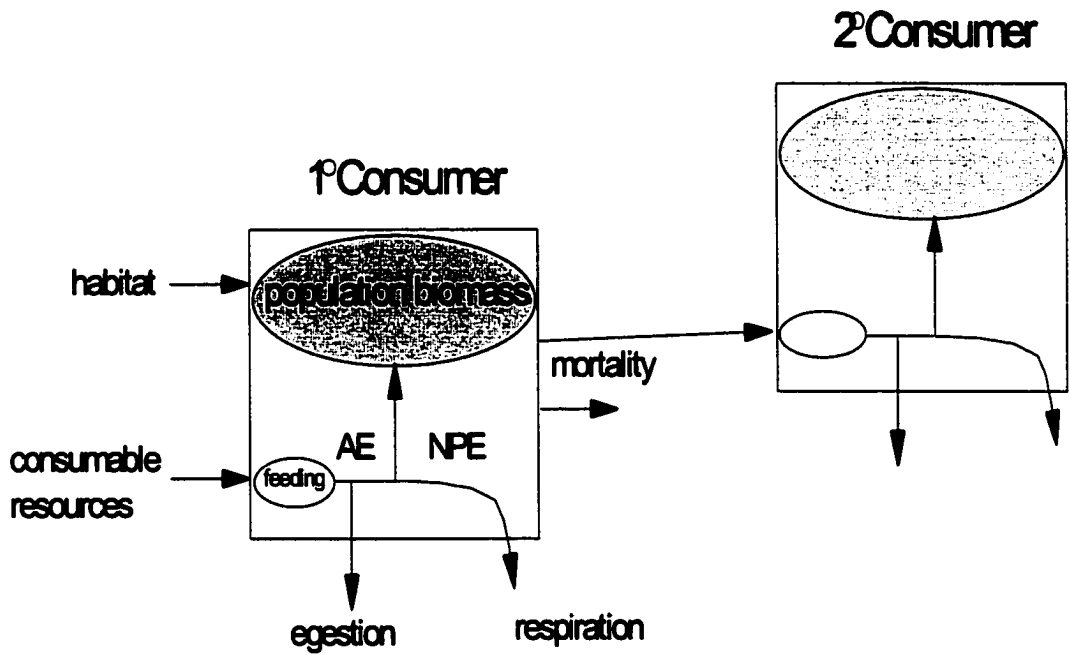 2°Consumer
1°Consumer
habitat
population biomass
mortality
AE NPE
consumable
resources
feeding
egestion
respiration